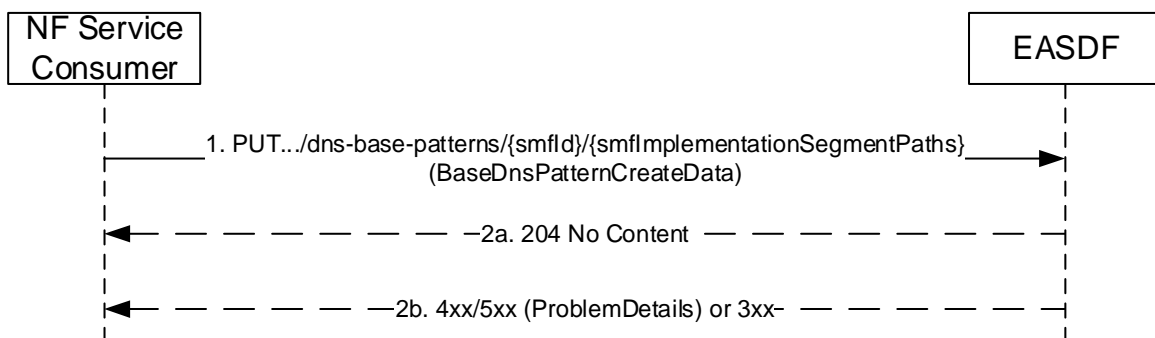 NF Service
Consumer
EASDF
1. PUT.../dns-base-patterns/{smfId}/{smfImplementationSegmentPaths}
(BaseDnsPatternCreateData)
2a. 204 No Content
2b. 4xx/5xx (ProblemDetails) or 3xx